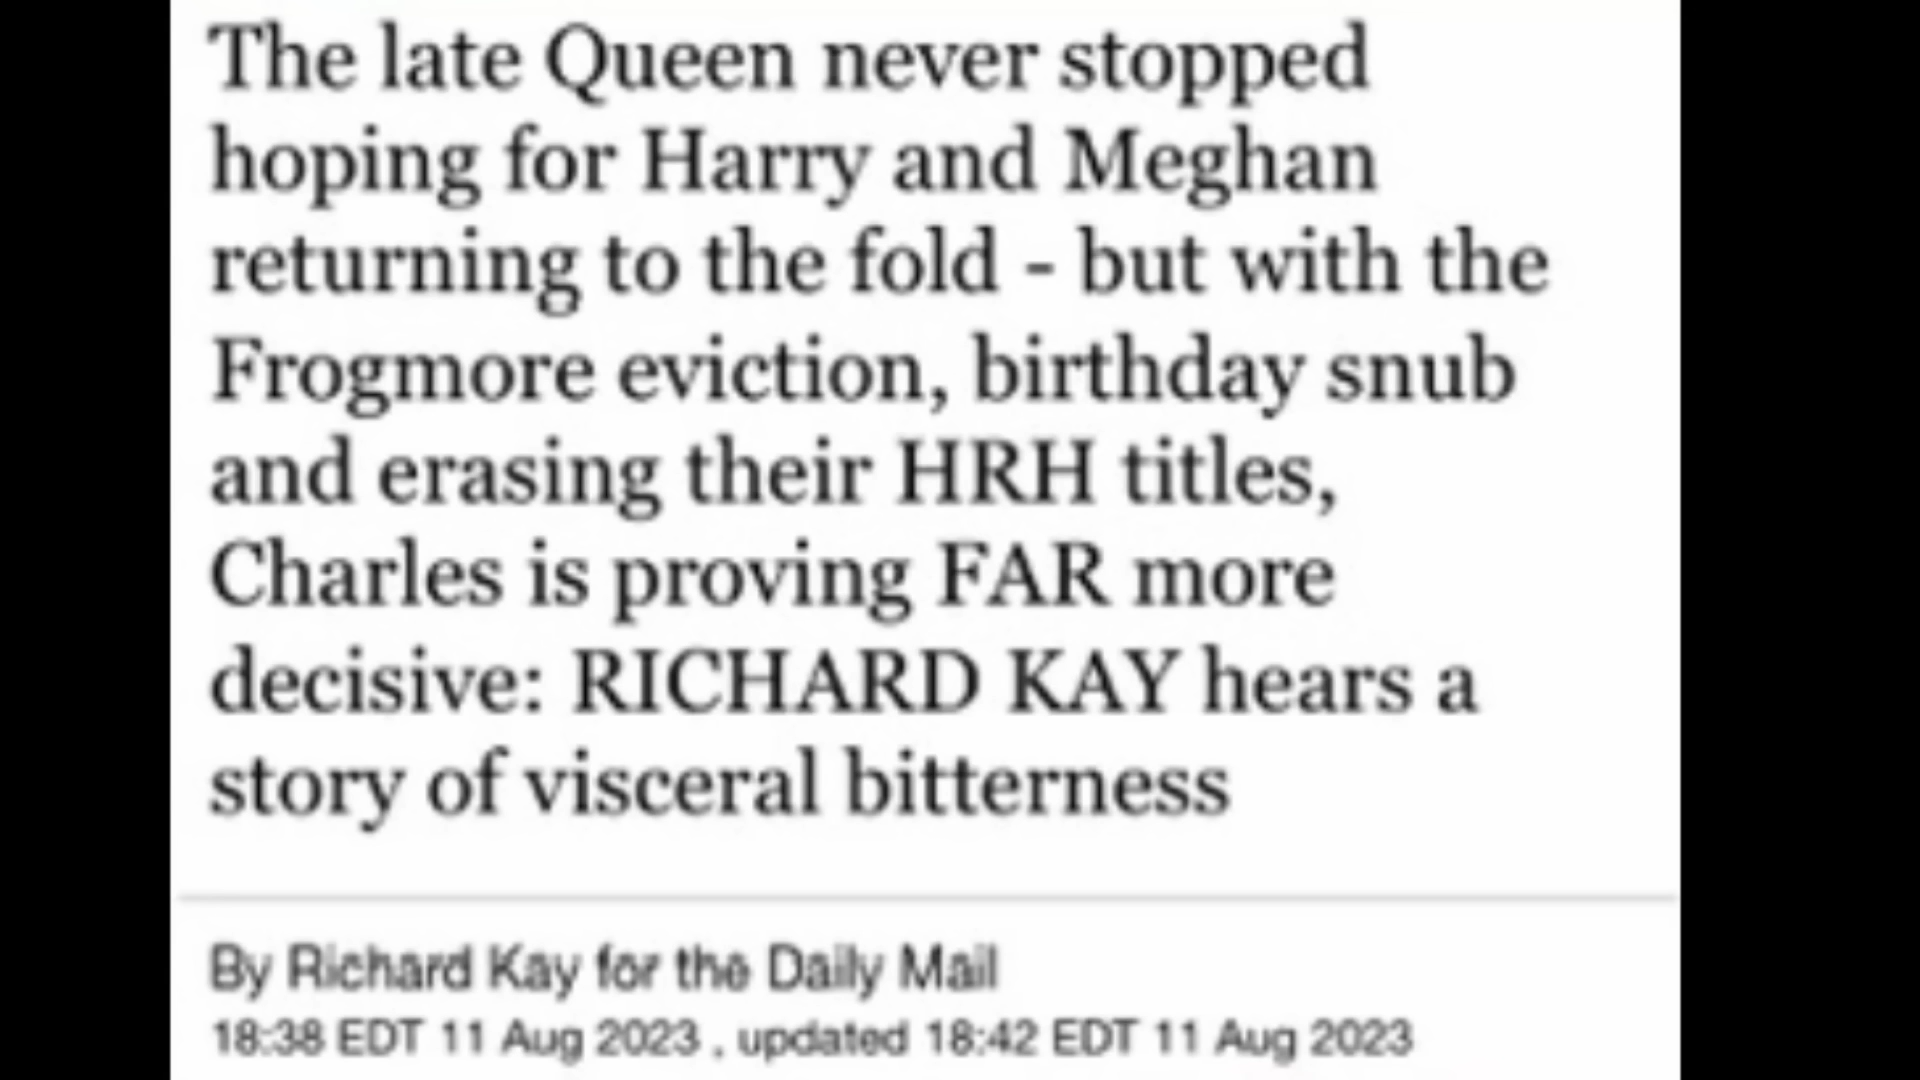 The late Queen never stopped
hoping for Harry and Meghan
returning to the fold - but with the
Frogmore eviction, birthday snub
and erasing their HRH titles,
Charles is proving FAR more
decisive: RICHARD KAY hears a
story of visceral bitterness
By Richard Kay for the Daily Mail
18:38 EDT 11 Aug 2023 , updated 18:42 EDT 11 Aug 2023